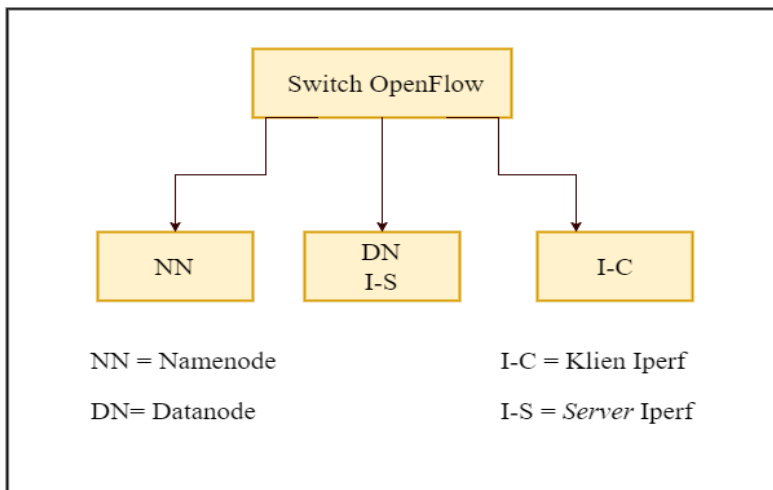 Switch OpenFlow
NN
DN
I-S
I-C
NN = Namenode
I-C = Klien Iperf
DN= Datanode
I-S = Server Iperf